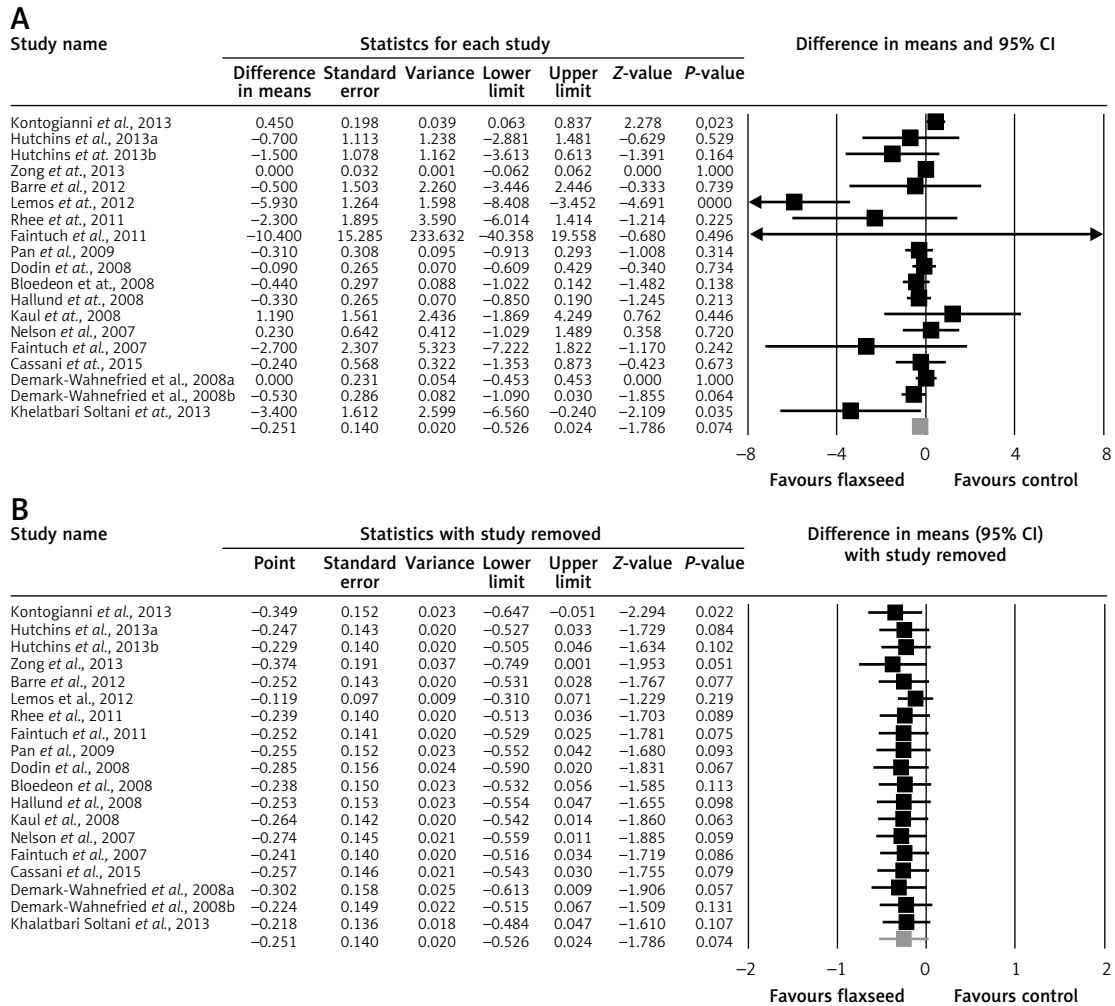 A
Study name Statistcs for each study Difference in means and 95% CI
Difference in means Standard error Variance Lower limit Upper limit Z-value P-value
Kontogianni et al., 2013 0.450 0.198 0.039 0.063 0.837 2.278 0,023
Hutchins et al., 2013a −0.700 1.113 1.238 −2.881 1.481 −0.629 0.529
Hutchins et at. 2013b −1.500 1.078 1.162 −3.613 0.613 −1.391 0.164
Zong et at., 2013 0.000 0.032 0.001 −0.062 0.062 0.000 1.000
Barre et al., 2012 −0.500 1.503 2.260 −3.446 2.446 −0.333 0.739
Lemos et at., 2012 −5.930 1.264 1.598 −8.408 −3.452 −4.691 0000
Rhee et at., 2011 −2.300 1.895 3.590 −6.014 1.414 −1.214 0.225
Faintuch et al., 2011 −10.400 15.285 233.632 −40.358 19.558 −0.680 0.496
Pan et al., 2009 −0.310 0.308 0.095 −0.913 0.293 −1.008 0.314
Dodin et at., 2008 −0.090 0.265 0.070 −0.609 0.429 −0.340 0.734
Bloedeon et at., 2008 −0.440 0.297 0.088 −1.022 0.142 −1.482 0.138
Hallund et at., 2008 −0.330 0.265 0.070 −0.850 0.190 −1.245 0.213
Kaul et al., 2008 1.190 1.561 2.436 −1.869 4.249 0.762 0.446
Nelson et al., 2007 0.230 0.642 0.412 −1.029 1.489 0.358 0.720
Faintuch et al., 2007 −2.700 2.307 5.323 −7.222 1.822 −1.170 0.242
Cassani et at., 2015 −0.240 0.568 0.322 −1.353 0.873 −0.423 0.673
Demark-Wahnefried et al., 2008a 0.000 0.231 0.054 −0.453 0.453 0.000 1.000
Demark-Wahnefried et al., 2008b −0.530 0.286 0.082 −1.090 0.030 −1.855 0.064
Khelatbari Soltani et at., 2013 −3.400 1.612 2.599 −6.560 −0.240 −2.109 0.035
−0.251 0.140 0.020 −0.526 0.024 −1.786 0.074
−8 −4 0 4 8
Favours flaxseed Favours control
B
Study name Statistics with study removed Difference in means (95% CI) with study removed
Point Standard error Variance Lower limit Upper limit Z-value P-value
Kontogianni et al., 2013 −0.349 0.152 0.023 −0.647 −0.051 −2.294 0.022
Hutchins et al., 2013a −0.247 0.143 0.020 −0.527 0.033 −1.729 0.084
Hutchins et al., 2013b −0.229 0.140 0.020 −0.505 0.046 −1.634 0.102
Zong et al., 2013 −0.374 0.191 0.037 −0.749 0.001 −1.953 0.051
Barre et al., 2012 −0.252 0.143 0.020 −0.531 0.028 −1.767 0.077
Lemos et al., 2012 −0.119 0.097 0.009 −0.310 0.071 −1.229 0.219
Rhee et al., 2011 −0.239 0.140 0.020 −0.513 0.036 −1.703 0.089
Faintuch et al., 2011 −0.252 0.141 0.020 −0.529 0.025 −1.781 0.075
Pan et al., 2009 −0.255 0.152 0.023 −0.552 0.042 −1.680 0.093
Dodin et al., 2008 −0.285 0.156 0.024 −0.590 0.020 −1.831 0.067
Bloedeon et al., 2008 −0.238 0.150 0.023 −0.532 0.056 −1.585 0.113
Hallund et al., 2008 −0.253 0.153 0.023 −0.554 0.047 −1.655 0.098
Kaul et al., 2008 −0.264 0.142 0.020 −0.542 0.014 −1.860 0.063
Nelson et al., 2007 −0.274 0.145 0.021 −0.559 0.011 −1.885 0.059
Faintuch et al., 2007 −0.241 0.140 0.020 −0.516 0.034 −1.719 0.086
Cassani et al., 2015 −0.257 0.146 0.021 −0.543 0.030 −1.755 0.079
Demark-Wahnefried et al., 2008a −0.302 0.158 0.025 −0.613 0.009 −1.906 0.057
Demark-Wahnefried et al., 2008b −0.224 0.149 0.022 −0.515 0.067 −1.509 0.131
Khalatbari Soltani et al., 2013 −0.218 0.136 0.018 −0.484 0.047 −1.610 0.107
−0.251 0.140 0.020 −0.526 0.024 −1.786 0.074
−2 −1 0 1 2
Favours flaxseed Favours control